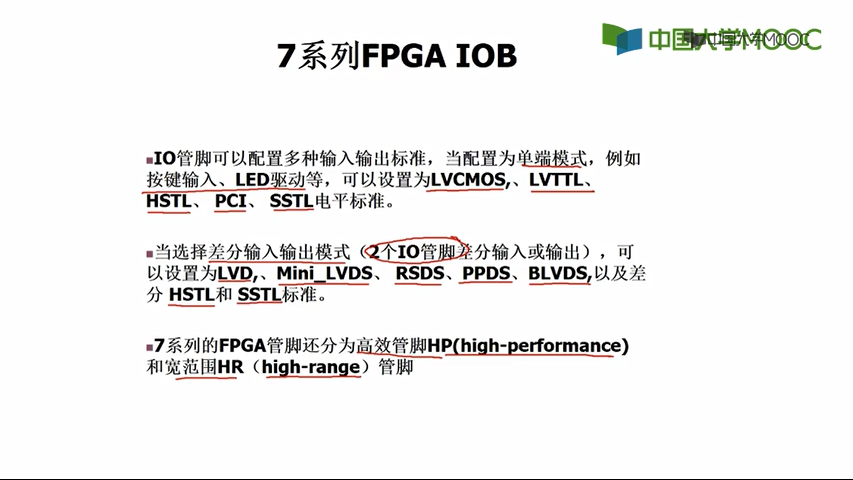 7系列FPGA IOB
中国大学MOOC
中国大学MOOC
▪IO管脚可以配置多种输入输出标准，当配置为单端模式，例如
按键输入、LED驱动等，可以设置为LVCMOS,、LVTTL、
HSTL、 PCI、 SSTL电平标准。
▪当选择差分输入输出模式（2个IO管脚差分输入或输出），可
以设置为LVD,、Mini_LVDS、 RSDS、PPDS、BLVDS,以及差
分 HSTL和 SSTL标准。
▪7系列的FPGA管脚还分为高效管脚HP(high-performance)
和宽范围HR（high-range）管脚